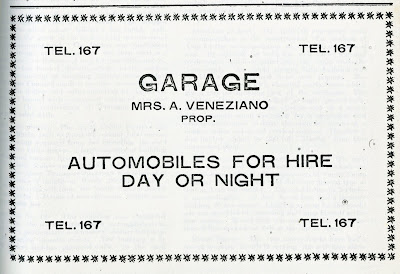 TEL. 167 TEL. 167
GARAGE
MRS. A. VENEZIANO
PROP.
AUTOMOBILES FOR HIRE
DAY OR NIGHT
TEL. 167 TEL. 167